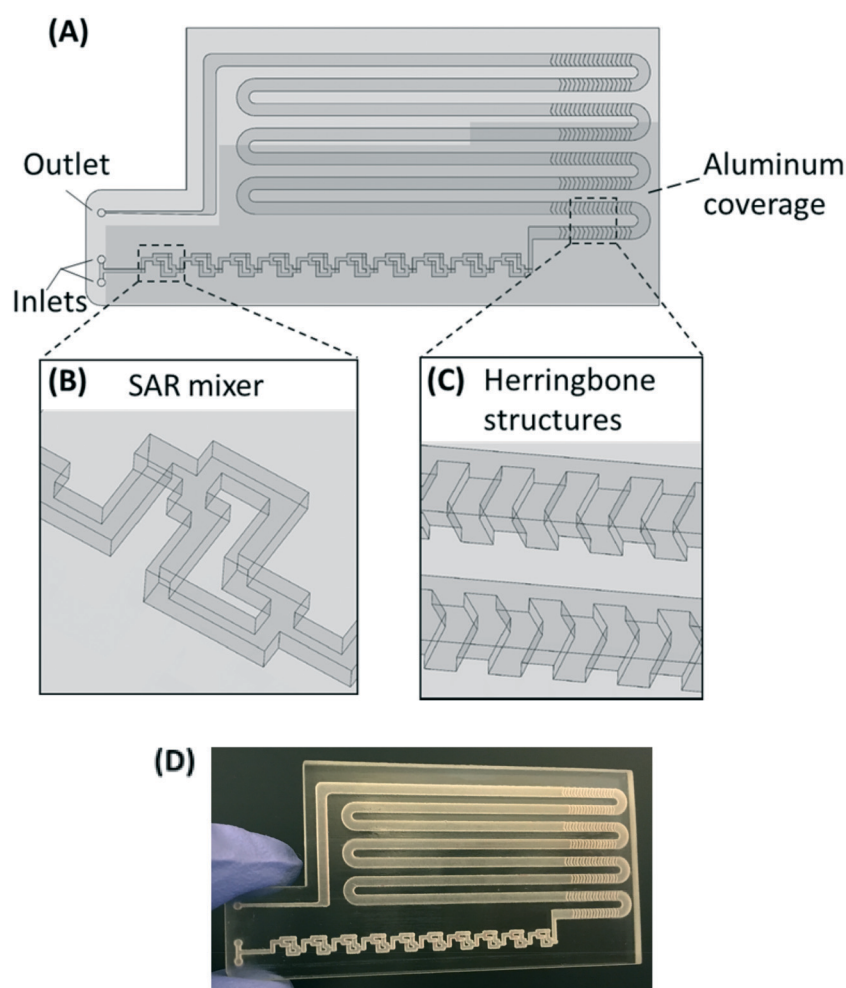 (A)
Outlet
Aluminum
coverage
Inlets
(B) SAR mixer
(C) Herringbone
structures
(D)